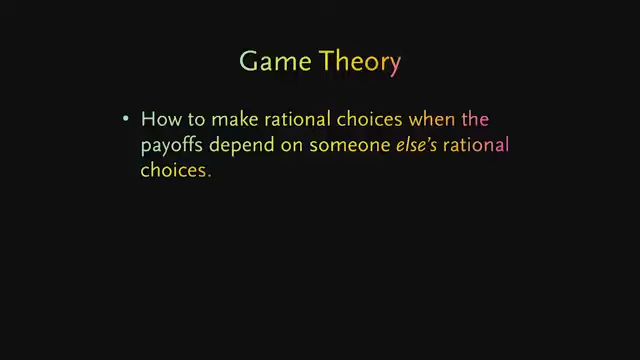 Game Theory
• How to make rational choices when the
payoffs depend on someone else's rational
choices.